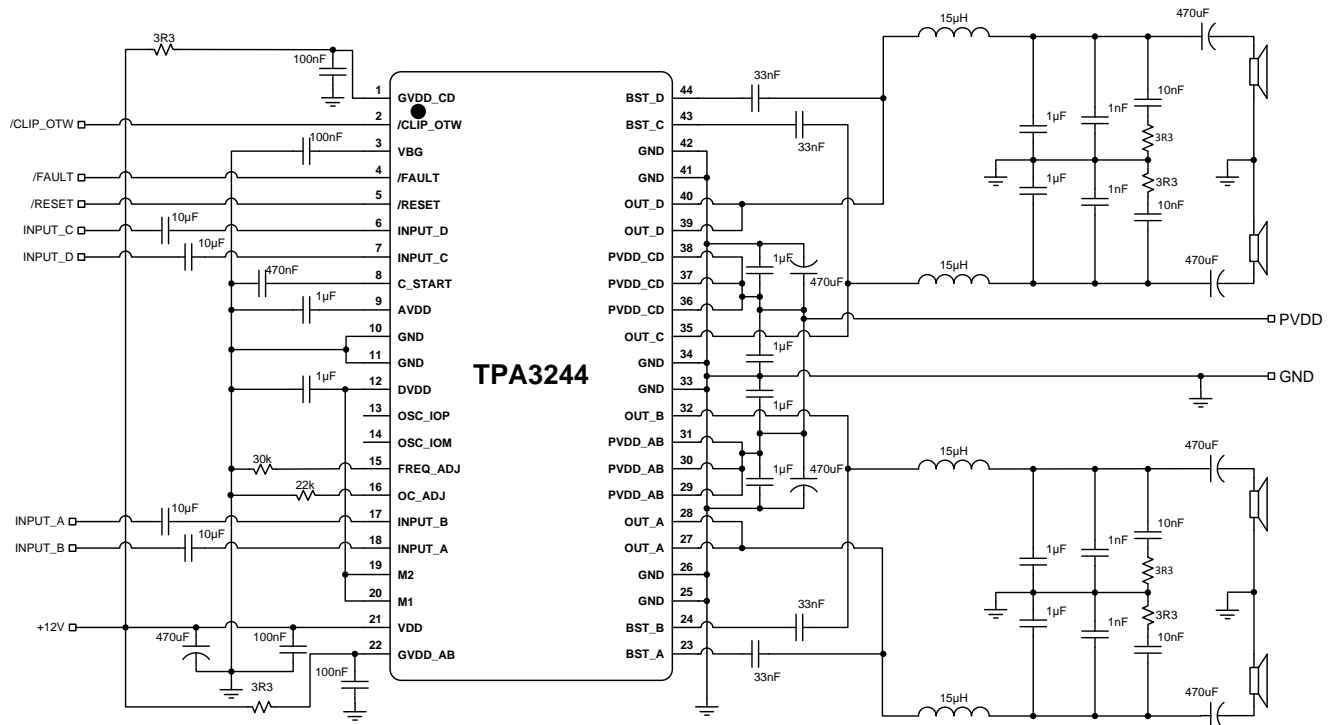 3R3
100nF
/CLIP_OTW
100nF
/FAULT
/RESET
INPUT_C
10µF
INPUT_D
10µF
470nF
1µF
1µF
30k
22k
INPUT_A
10µF
INPUT_B
10µF
+12V
470uF
100nF
3R3
100nF
TPA3244
1 GVDD_CD
2 /CLIP_OTW
3 VBG
4 /FAULT
5 /RESET
6 INPUT_D
7 INPUT_C
8 C_START
9 AVDD
10 GND
11 GND
12 DVDD
13 OSC_IOP
14 OSC_IOM
15 FREQ_ADJ
16 OC_ADJ
17 INPUT_B
18 INPUT_A
19 M2
20 M1
21 VDD
22 GVDD_AB
BST_D 44
BST_C 43
GND 42
GND 41
OUT_D 40
OUT_D 39
PVDD_CD 38
PVDD_CD 37
PVDD_CD 36
OUT_C 35
GND 34
GND 33
OUT_B 32
PVDD_AB 31
PVDD_AB 30
PVDD_AB 29
OUT_A 28
OUT_A 27
GND 26
GND 25
BST_B 24
BST_A 23
33nF
33nF
1µF
470uF
1µF
1µF
1µF
470uF
33nF
33nF
15µH
470uF
1µF
1nF
10nF
3R3
1µF
1nF
3R3
10nF
15µH
470uF
PVDD
GND
15µH
470uF
1µF
1nF
10nF
3R3
1µF
1nF
3R3
10nF
15µH
470uF